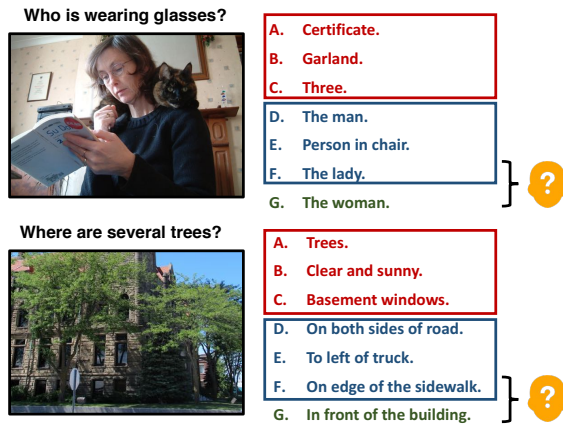 Who is wearing glasses?
A. Certificate.
B. Garland.
C. Three.
D. The man.
E. Person in chair.
F. The lady.
G. The woman.
?
Su Do
Where are several trees?
A. Trees.
B. Clear and sunny.
C. Basement windows.
D. On both sides of road.
E. To left of truck.
F. On edge of the sidewalk.
G. In front of the building.
?